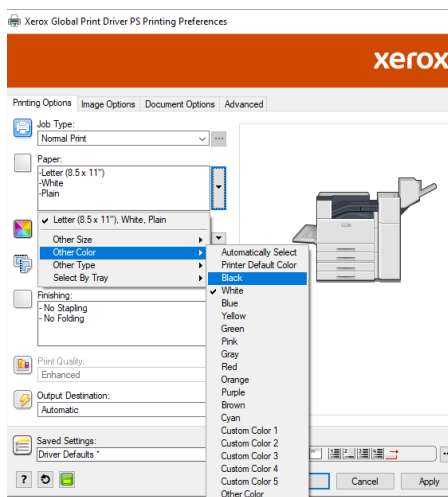 Xerox Global Print Driver PS Printing Preferences
xerox
Printing Options Image Options Document Options Advanced
Job Type:
Normal Print
Paper:
-Letter (8.5 x 11")
-White
-Plain
Letter (8.5 x 11"), White, Plain
Other Size
Other Color
Other Type
Select By Tray
Automatically Select
Printer Default Color
Black
White
Blue
Yellow
Green
Pink
Gray
Red
Orange
Purple
Brown
Cyan
Custom Color 1
Custom Color 2
Custom Color 3
Custom Color 4
Custom Color 5
Other Color
Finishing:
- No Stapling
- No Folding
Print Quality:
Enhanced
Output Destination:
Automatic
Saved Settings:
Driver Defaults *
?
Cancel Apply